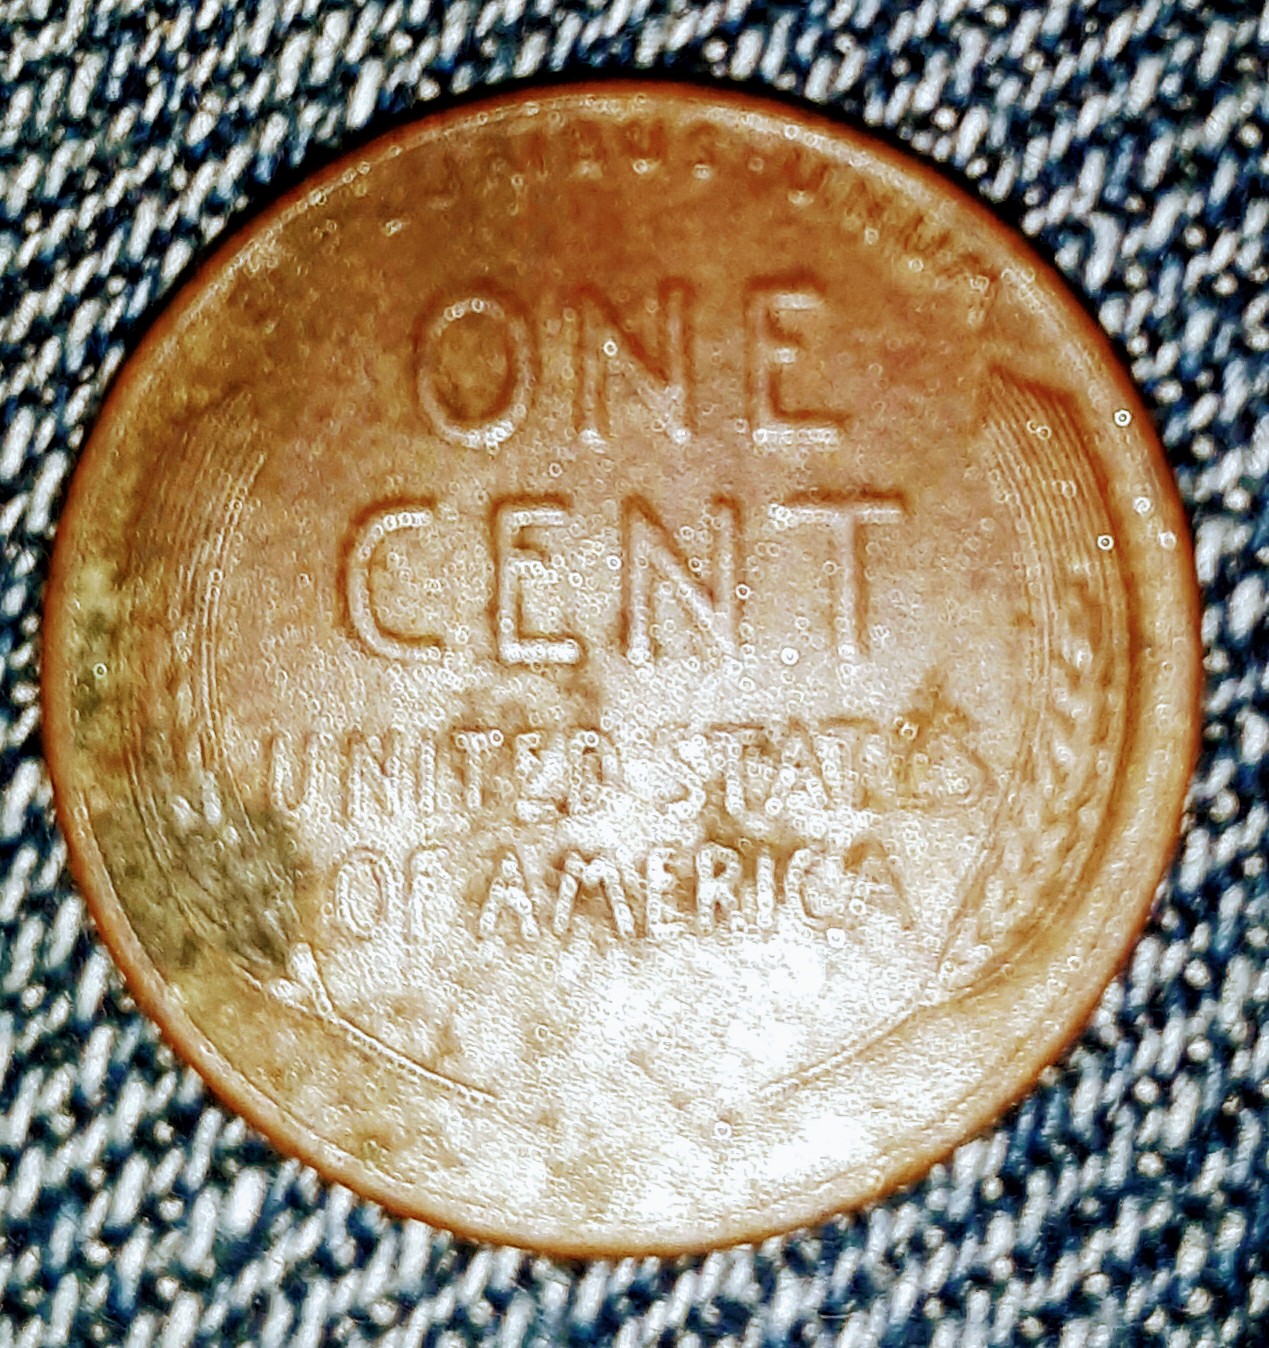 ONE
CENT
UNITED STATES
OF AMERICA